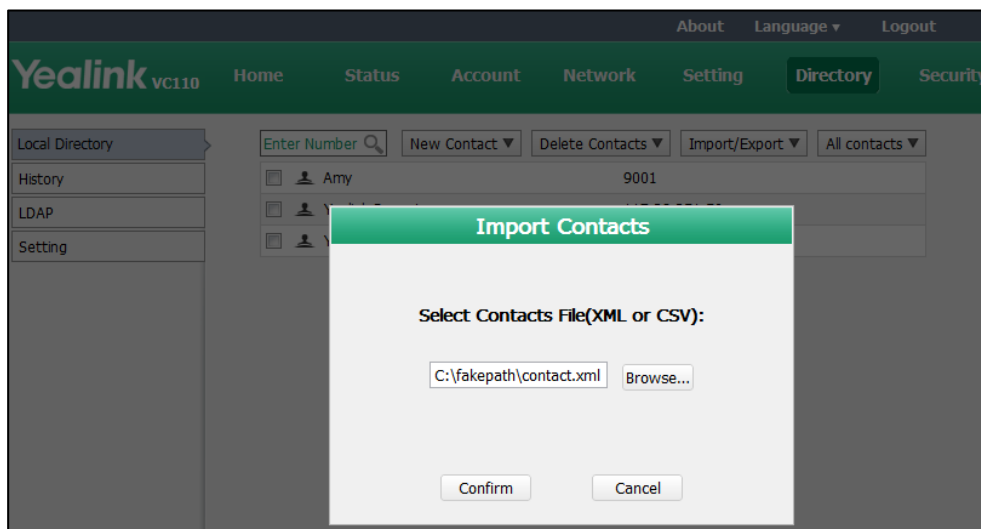 About Language ▾ Logout
Yealink VC110 Home Status Account Network Setting Directory Security
Local Directory
Enter Number New Contact ▼ Delete Contacts ▼ Import/Export ▼ All contacts ▼
History
Amy 9001
LDAP
Setting
Import Contacts
Select Contacts File(XML or CSV):
C:\fakepath\contact.xml Browse...
Confirm Cancel